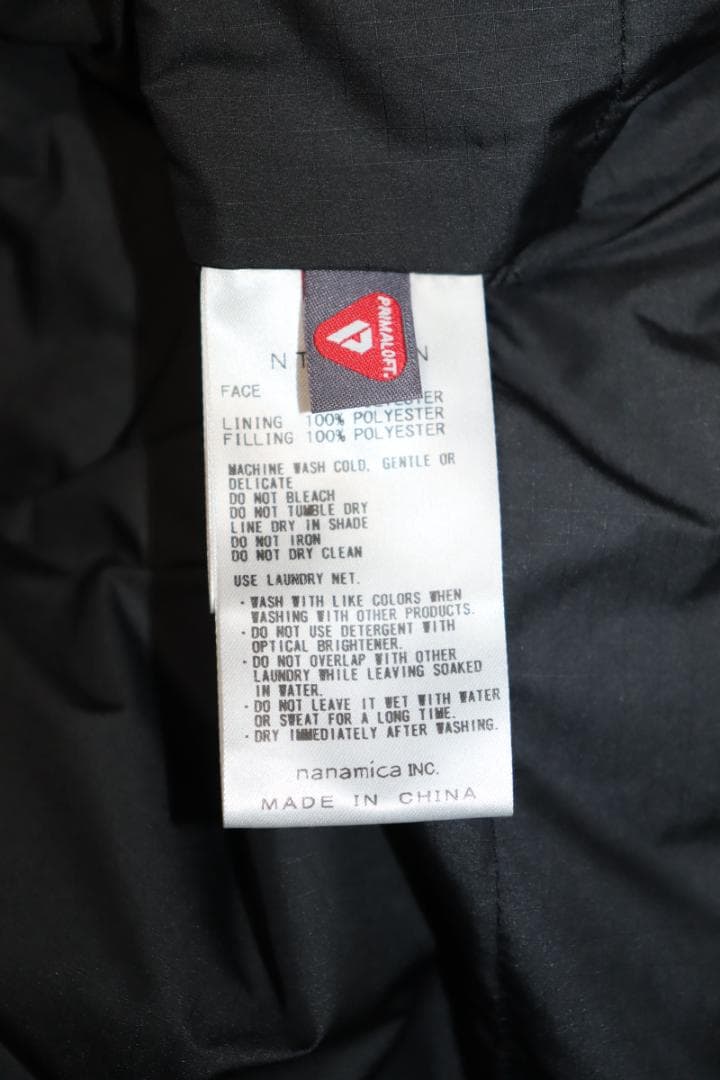 PRIMALOFT.
N T N
FACE
LINING 100% POLYESTER
FILLING 100% POLYESTER
MACHINE WASH COLD, GENTLE OR
DELICATE
DO NOT BLEACH
DO NOT TUMBLE DRY
LINE DRY IN SHADE
DO NOT IRON
DO NOT DRY CLEAN
USE LAUNDRY NET.
・WASH WITH LIKE COLORS WHEN
WASHING WITH OTHER PRODUCTS.
・DO NOT USE DETERGENT WITH
OPTICAL BRIGHTENER.
・DO NOT OVERLAP WITH OTHER
LAUNDRY WHILE LEAVING SOAKED
IN WATER.
・DO NOT LEAVE IT WET WITH WATER
OR SWEAT FOR A LONG TIME.
・DRY IMMEDIATELY AFTER WASHING.
nanamica INC.
MADE IN CHINA